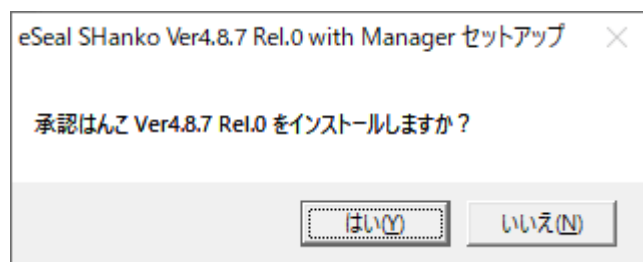 eSeal SHanko Ver4.8.7 Rel.0 with Manager セットアップ
承認はんこ Ver4.8.7 Rel.0 をインストールしますか？
はい(Y) いいえ(N)